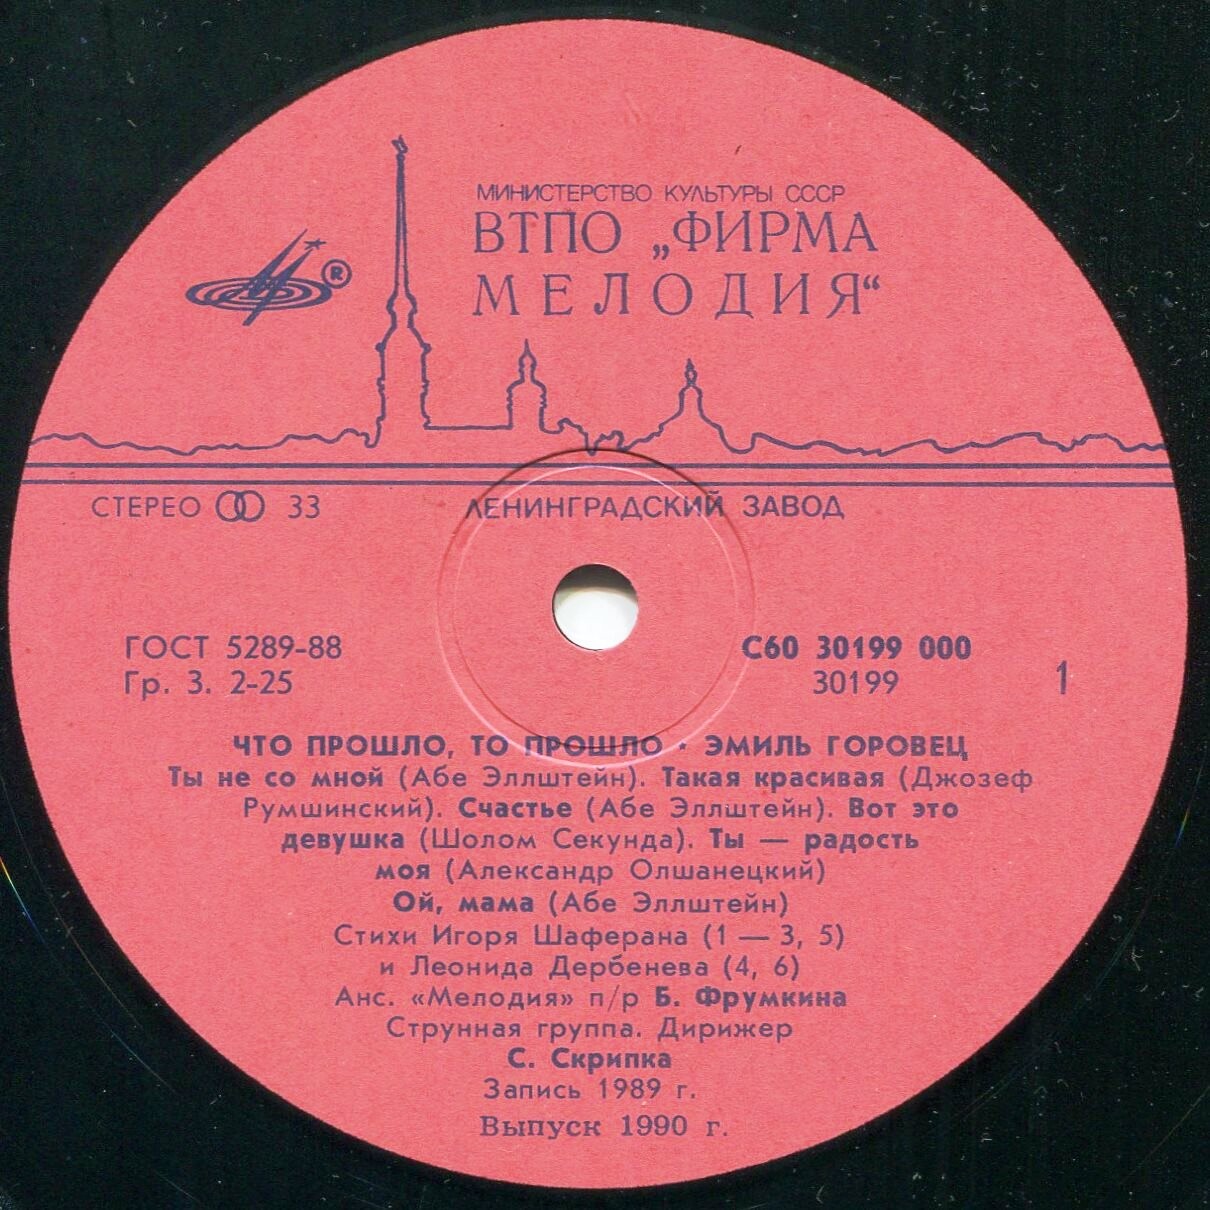 МИНИСТЕРСТВО КУЛЬТУРЫ СССР
ВТПО „ФИРМА
МЕЛОДИЯ“
®
СТЕРЕО 33
ЛЕНИНГРАДСКИЙ ЗАВОД
ГОСТ 5289-88
Гр. 3. 2-25
С60 30199 000
30199
1
ЧТО ПРОШЛО, ТО ПРОШЛО · ЭМИЛЬ ГОРОВЕЦ
Ты не со мной (Абе Эллштейн). Такая красивая (Джозеф
Румшинский). Счастье (Абе Эллштейн). Вот это
девушка (Шолом Секунда). Ты — радость
моя (Александр Олшанецкий)
Ой, мама (Абе Эллштейн)
Стихи Игоря Шаферана (1 — 3, 5)
и Леонида Дербенева (4, 6)
Анс. «Мелодия» п/р Б. Фрумкина
Струнная группа. Дирижер
С. Скрипка
Запись 1989 г.
Выпуск 1990 г.